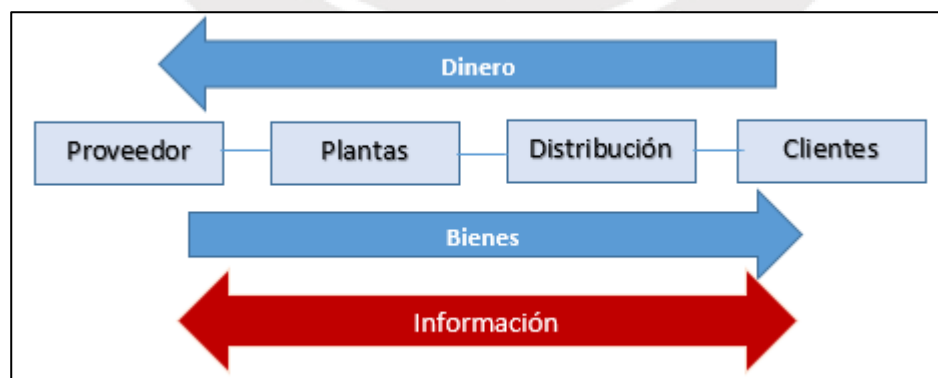 Dinero
Proveedor
Plantas
Distribución
Clientes
Bienes
Información